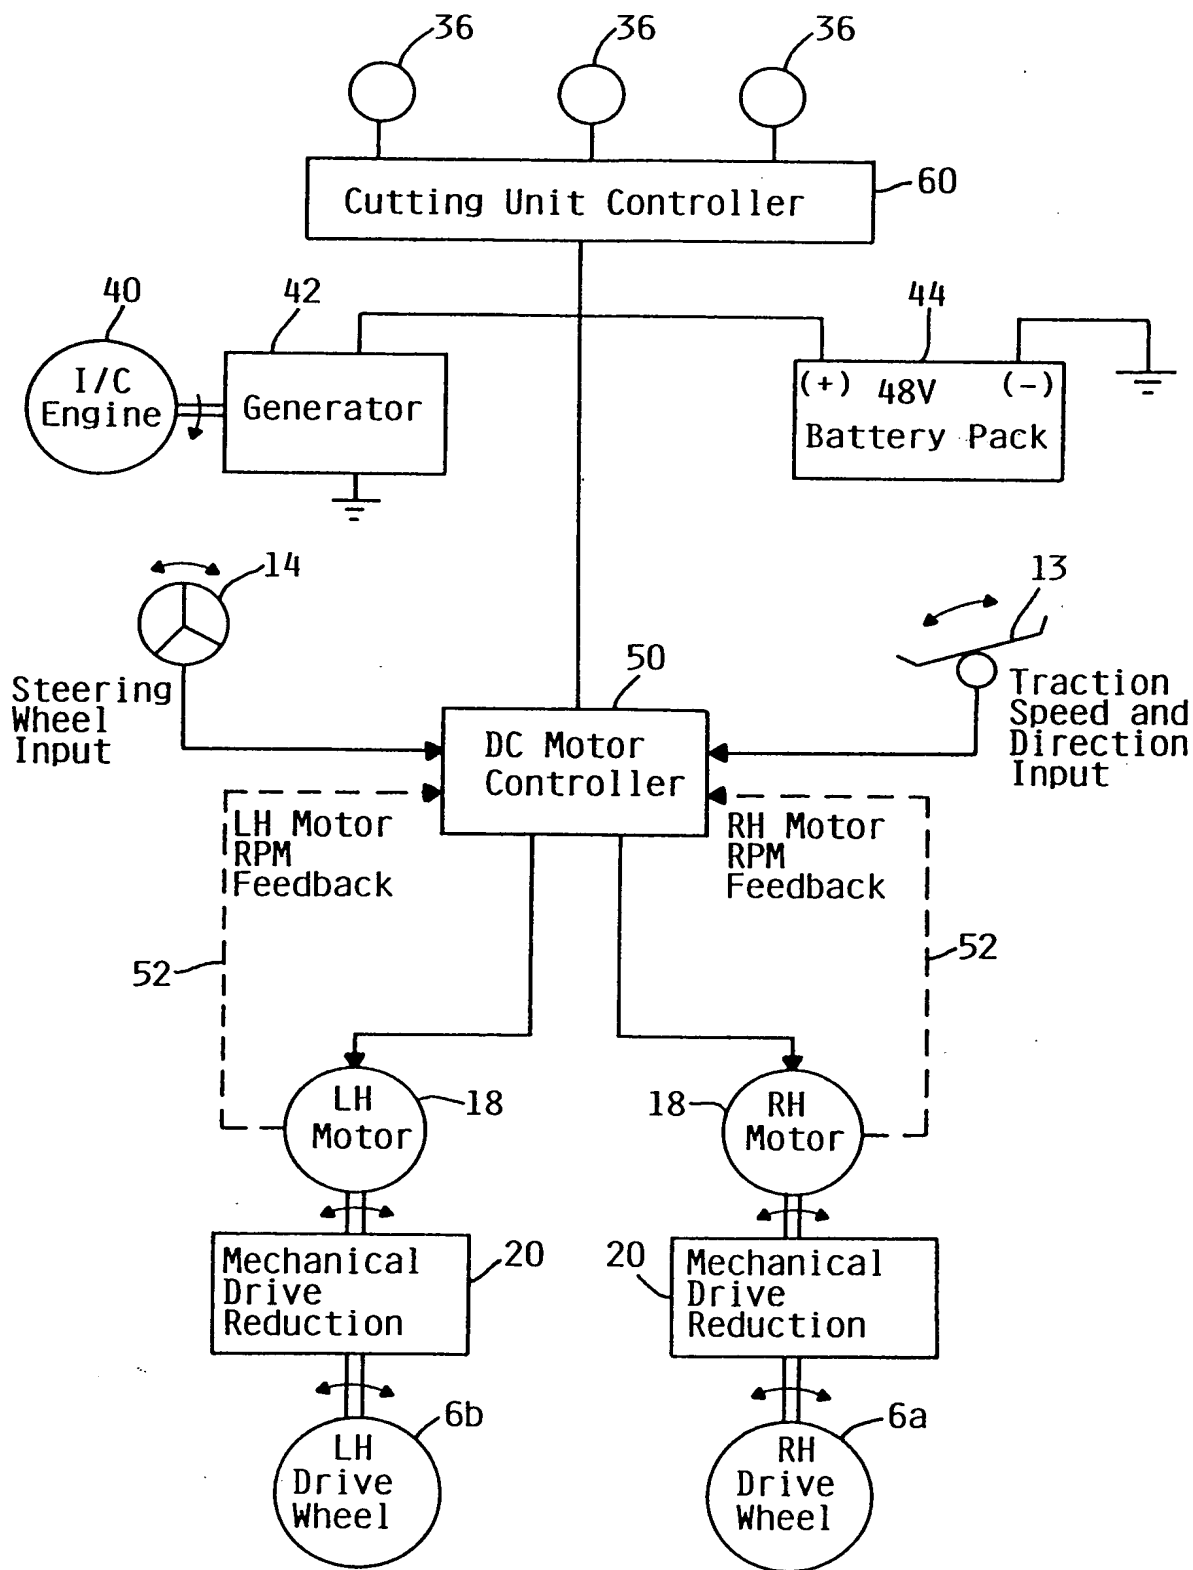 36
36
36
Cutting Unit Controller
60
40
42
44
I/C
Engine
Generator
(+) 48V (-)
Battery Pack
14
13
Steering
Wheel
Input
50
DC Motor
Controller
Traction
Speed and
Direction
Input
LH Motor
RPM
Feedback
RH Motor
RPM
Feedback
52
52
LH
Motor
18
18
RH
Motor
Mechanical
Drive
Reduction
20
20
Mechanical
Drive
Reduction
6b
6a
LH
Drive
Wheel
RH
Drive
Wheel